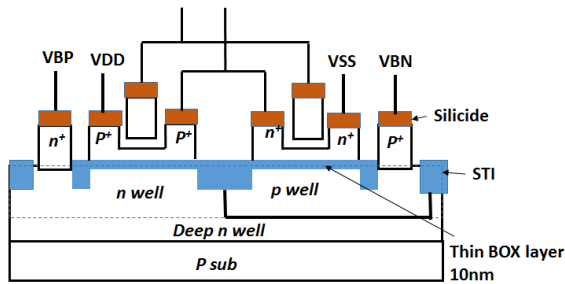 VBP VDD VSS VBN
n+ P+ P+ n+ n+ P+
Silicide
STI
n well p well
Deep n well
P sub
Thin BOX layer
10nm